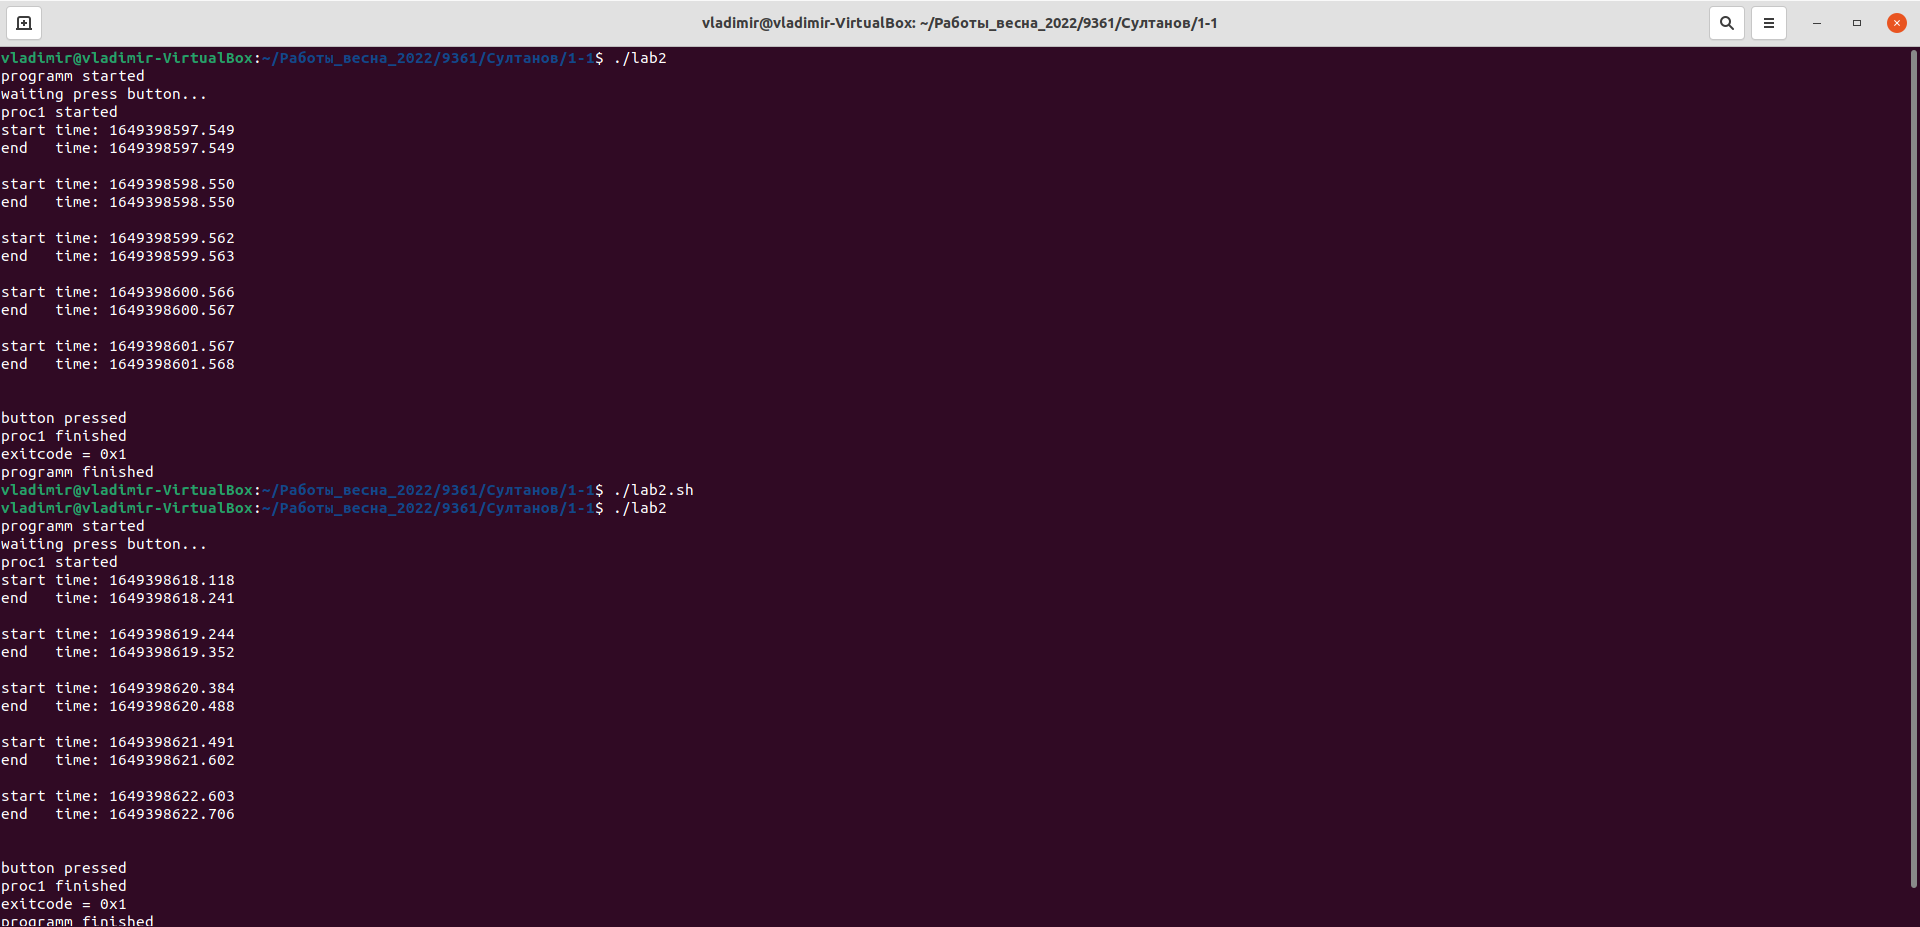 vladimir@vladimir-VirtualBox: ~/Работы_весна_2022/9361/Султанов/1-1
vladimir@vladimir-VirtualBox:~/Работы_весна_2022/9361/Султанов/1-1$ ./lab2
programm started
waiting press button...
proc1 started
start time: 1649398597.549
end   time: 1649398597.549
start time: 1649398598.550
end   time: 1649398598.550
start time: 1649398599.562
end   time: 1649398599.563
start time: 1649398600.566
end   time: 1649398600.567
start time: 1649398601.567
end   time: 1649398601.568
button pressed
proc1 finished
exitcode = 0x1
programm finished
vladimir@vladimir-VirtualBox:~/Работы_весна_2022/9361/Султанов/1-1$ ./lab2.sh
vladimir@vladimir-VirtualBox:~/Работы_весна_2022/9361/Султанов/1-1$ ./lab2
programm started
waiting press button...
proc1 started
start time: 1649398618.118
end   time: 1649398618.241
start time: 1649398619.244
end   time: 1649398619.352
start time: 1649398620.384
end   time: 1649398620.488
start time: 1649398621.491
end   time: 1649398621.602
start time: 1649398622.603
end   time: 1649398622.706
button pressed
proc1 finished
exitcode = 0x1
programm finished